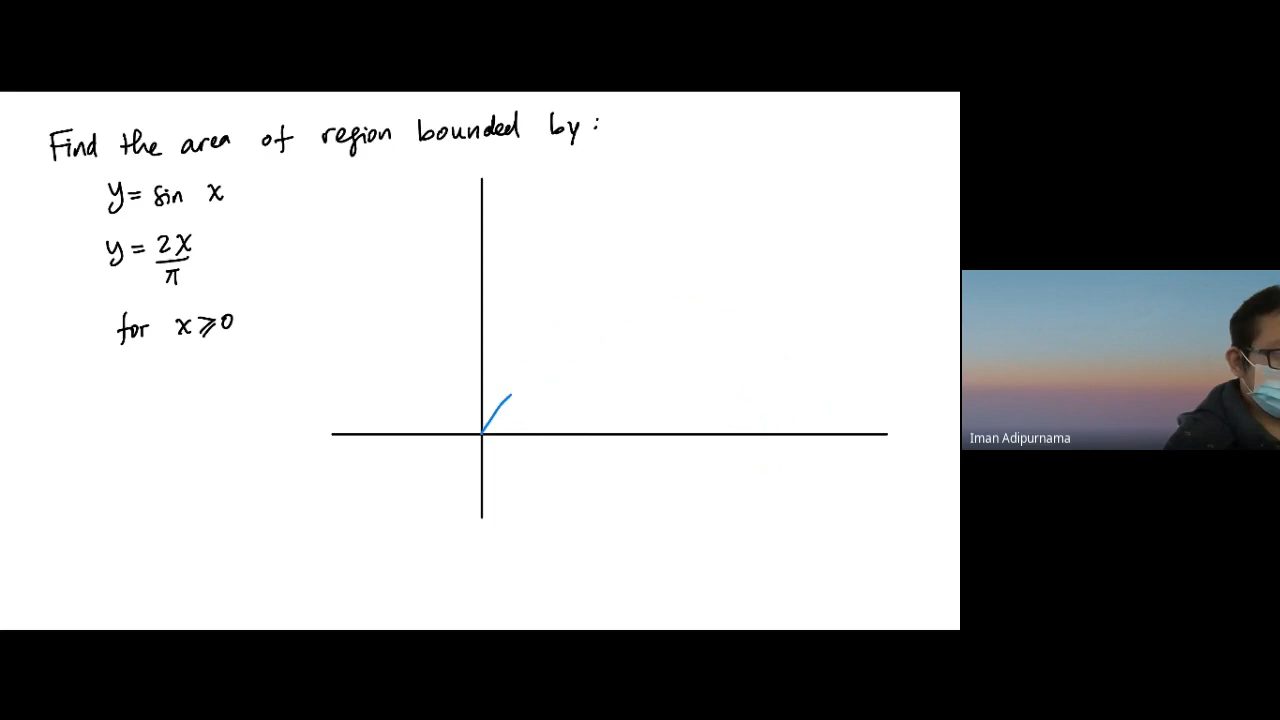 Find the area of region bounded by :
y = sin x
y = 2x/π
for x ⩾ 0
Iman Adipurnama